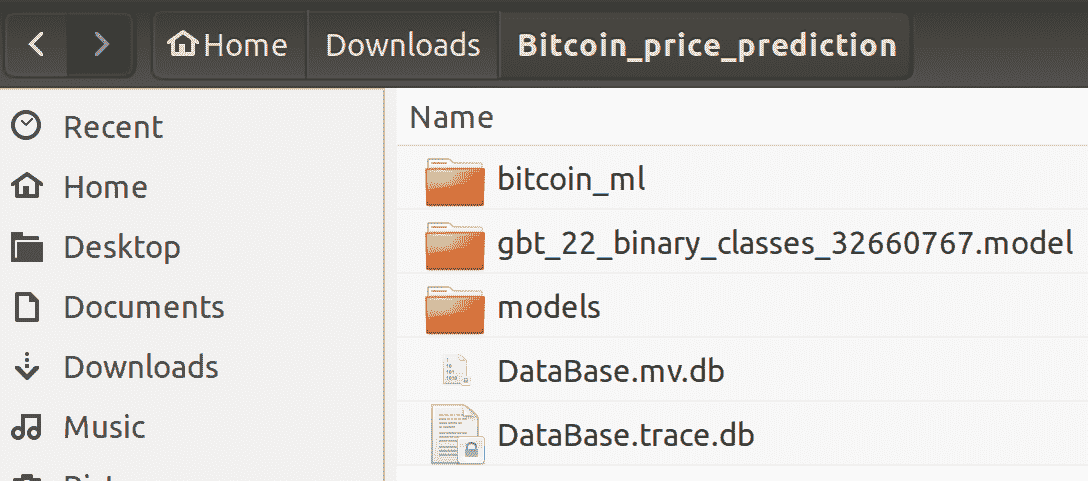 Home Downloads Bitcoin_price_prediction
Recent
Home
Desktop
Documents
Downloads
Music
Name
bitcoin_ml
gbt_22_binary_classes_32660767.model
models
DataBase.mv.db
DataBase.trace.db